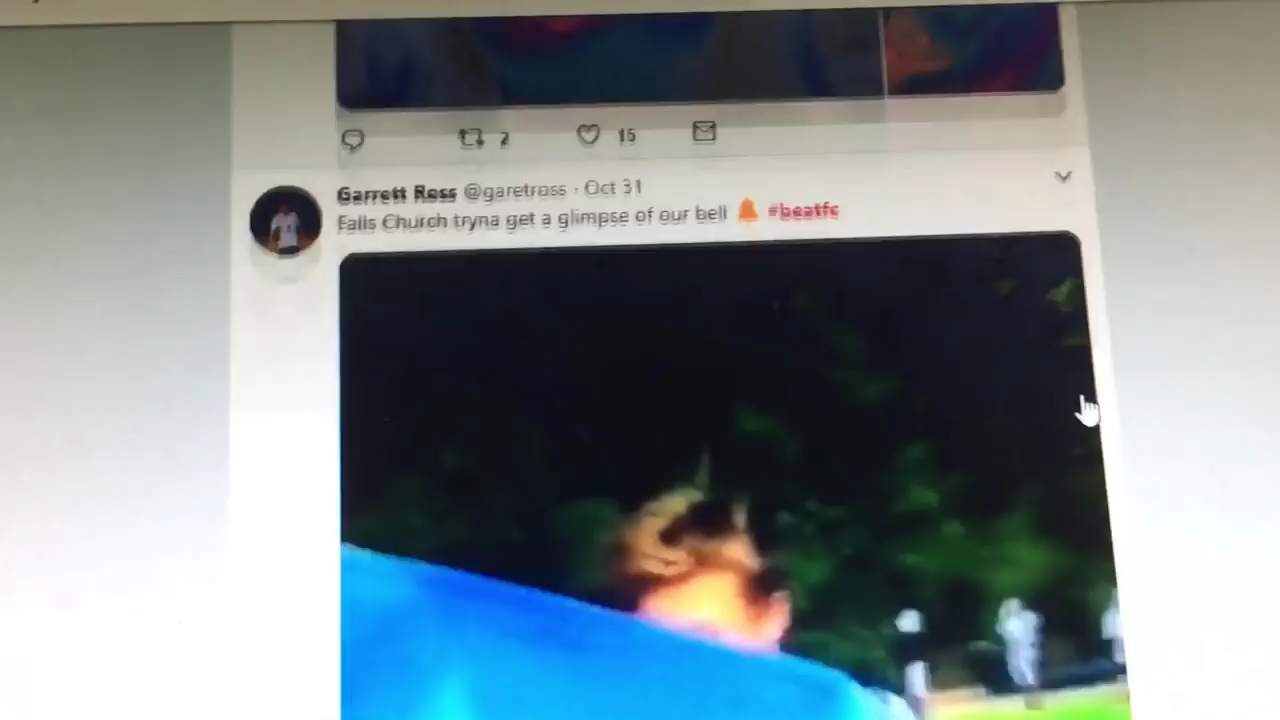 2 15
Garrett Ross @garetross · Oct 31
Falls Church tryna get a glimpse of our bell 🔔 #beatfc